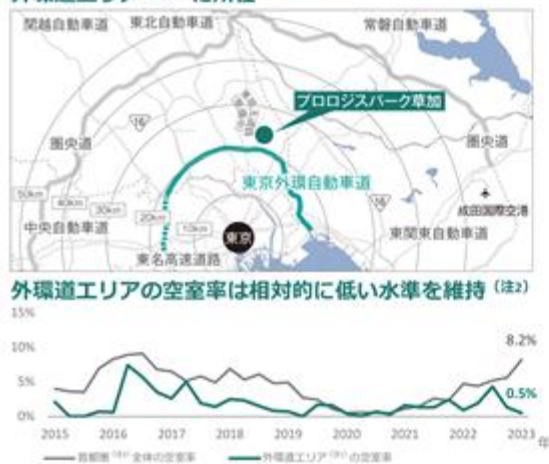 関越自動車道
東北自動車道
常磐自動車道
プロロジスパーク草加
16
圏央道
圏央道
東京外環自動車道
50km
40km
30km
20km
10km
16
成田国際空港
中央自動車道
東京
東関東自動車道
東名高速道路
外環道エリアの空室率は相対的に低い水準を維持（注2）
15%
10%
5%
0%
8.2%
0.5%
2015 2016 2017 2018 2019 2020 2021 2022 2023 年
首都圏 全体の空室率 外環道エリア の空室率